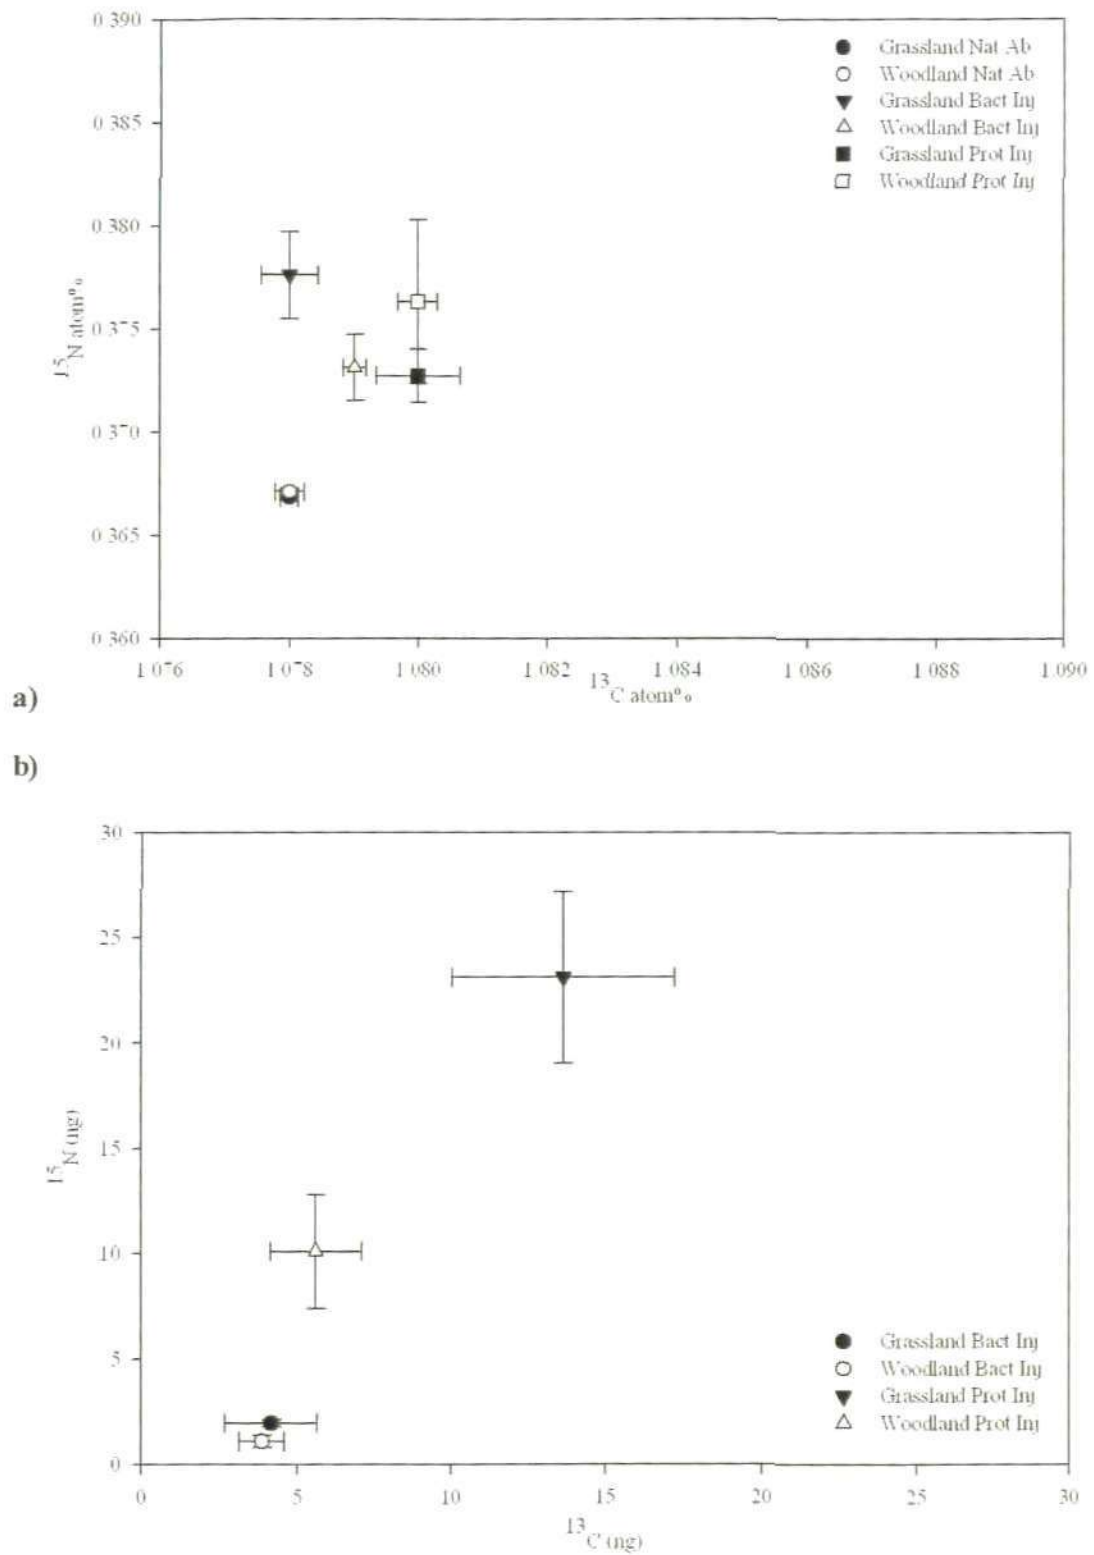 0.390
0.385
0.380
0.375
0.370
0.365
0.360
15N atom%
Grassland Nat Ab
Woodland Nat Ab
Grassland Bact Inj
Woodland Bact Inj
Grassland Prot Inj
Woodland Prot Inj
1.076 1.078 1.080 1.082 1.084 1.086 1.088 1.090
13C atom%
a)
b)
30
25
20
15
10
5
0
15N (ng)
Grassland Bact Inj
Woodland Bact Inj
Grassland Prot Inj
Woodland Prot Inj
0 5 10 15 20 25 30
13C (ng)